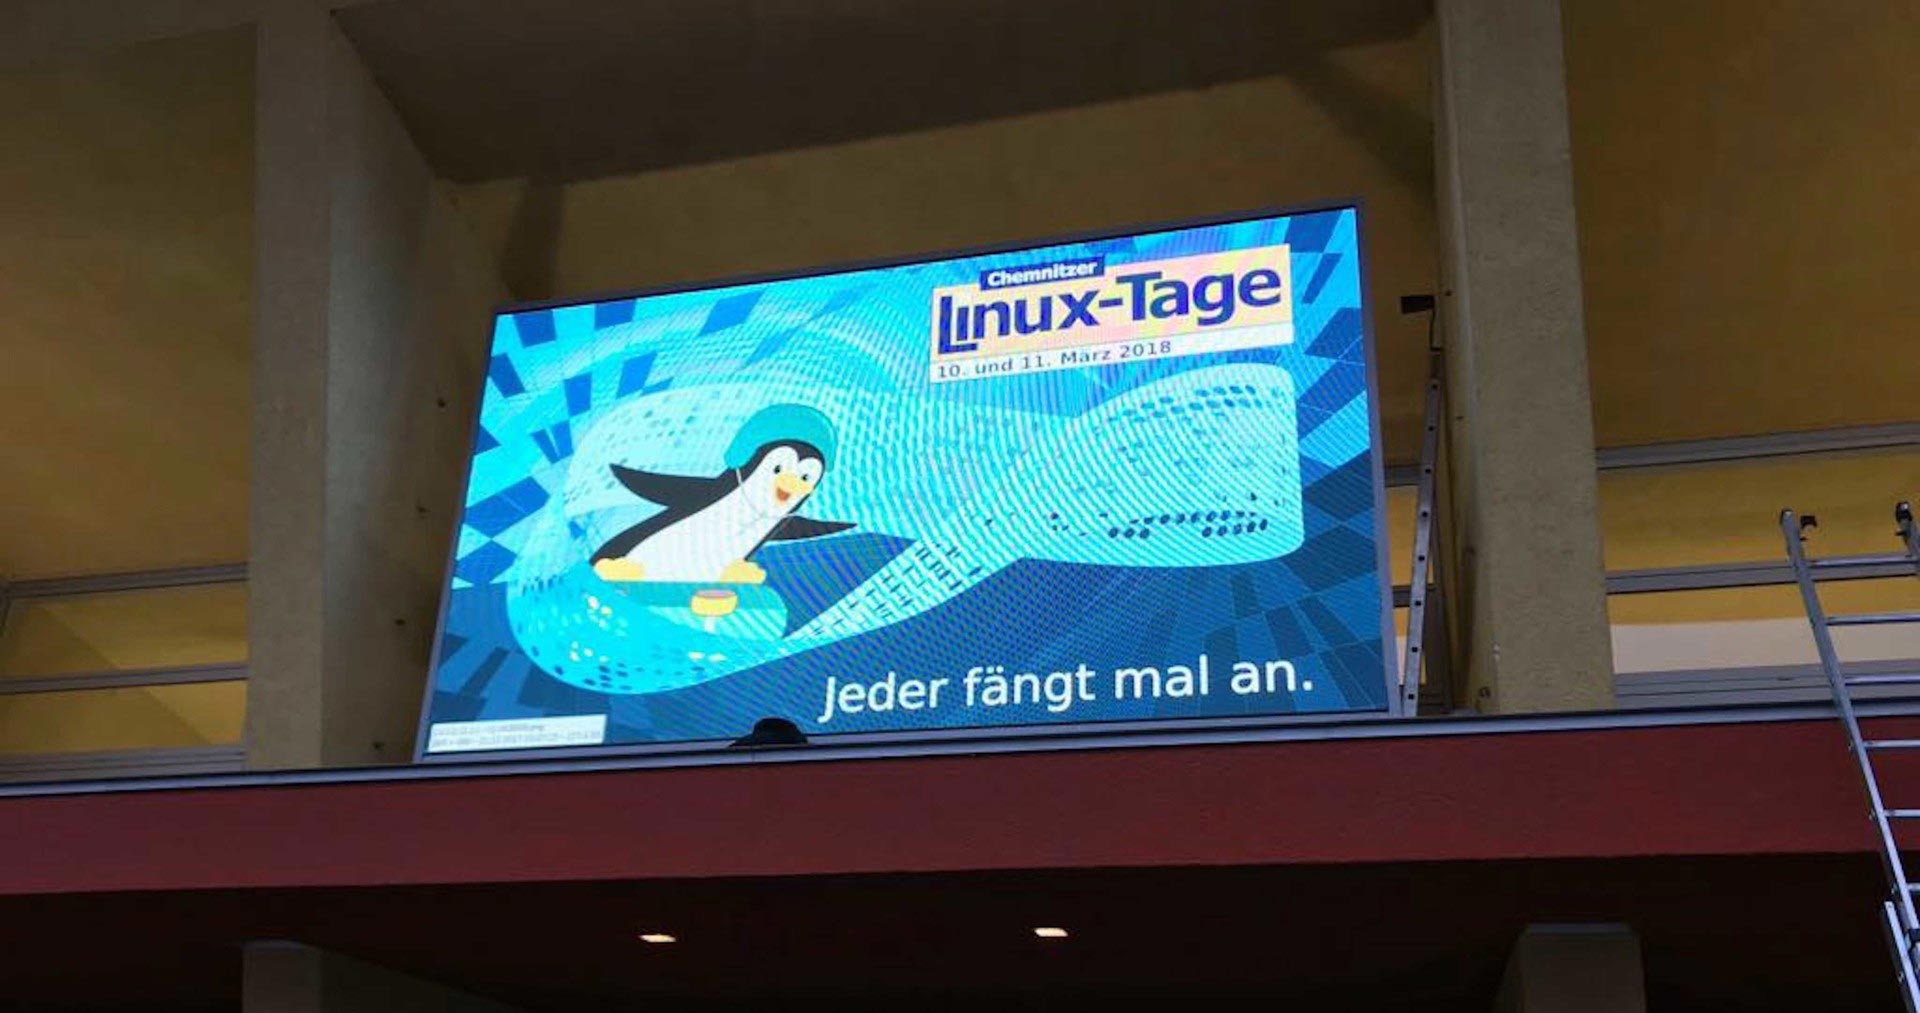 Chemnitzer
Linux-Tage
10. und 11. März 2018
Jeder fängt mal an.